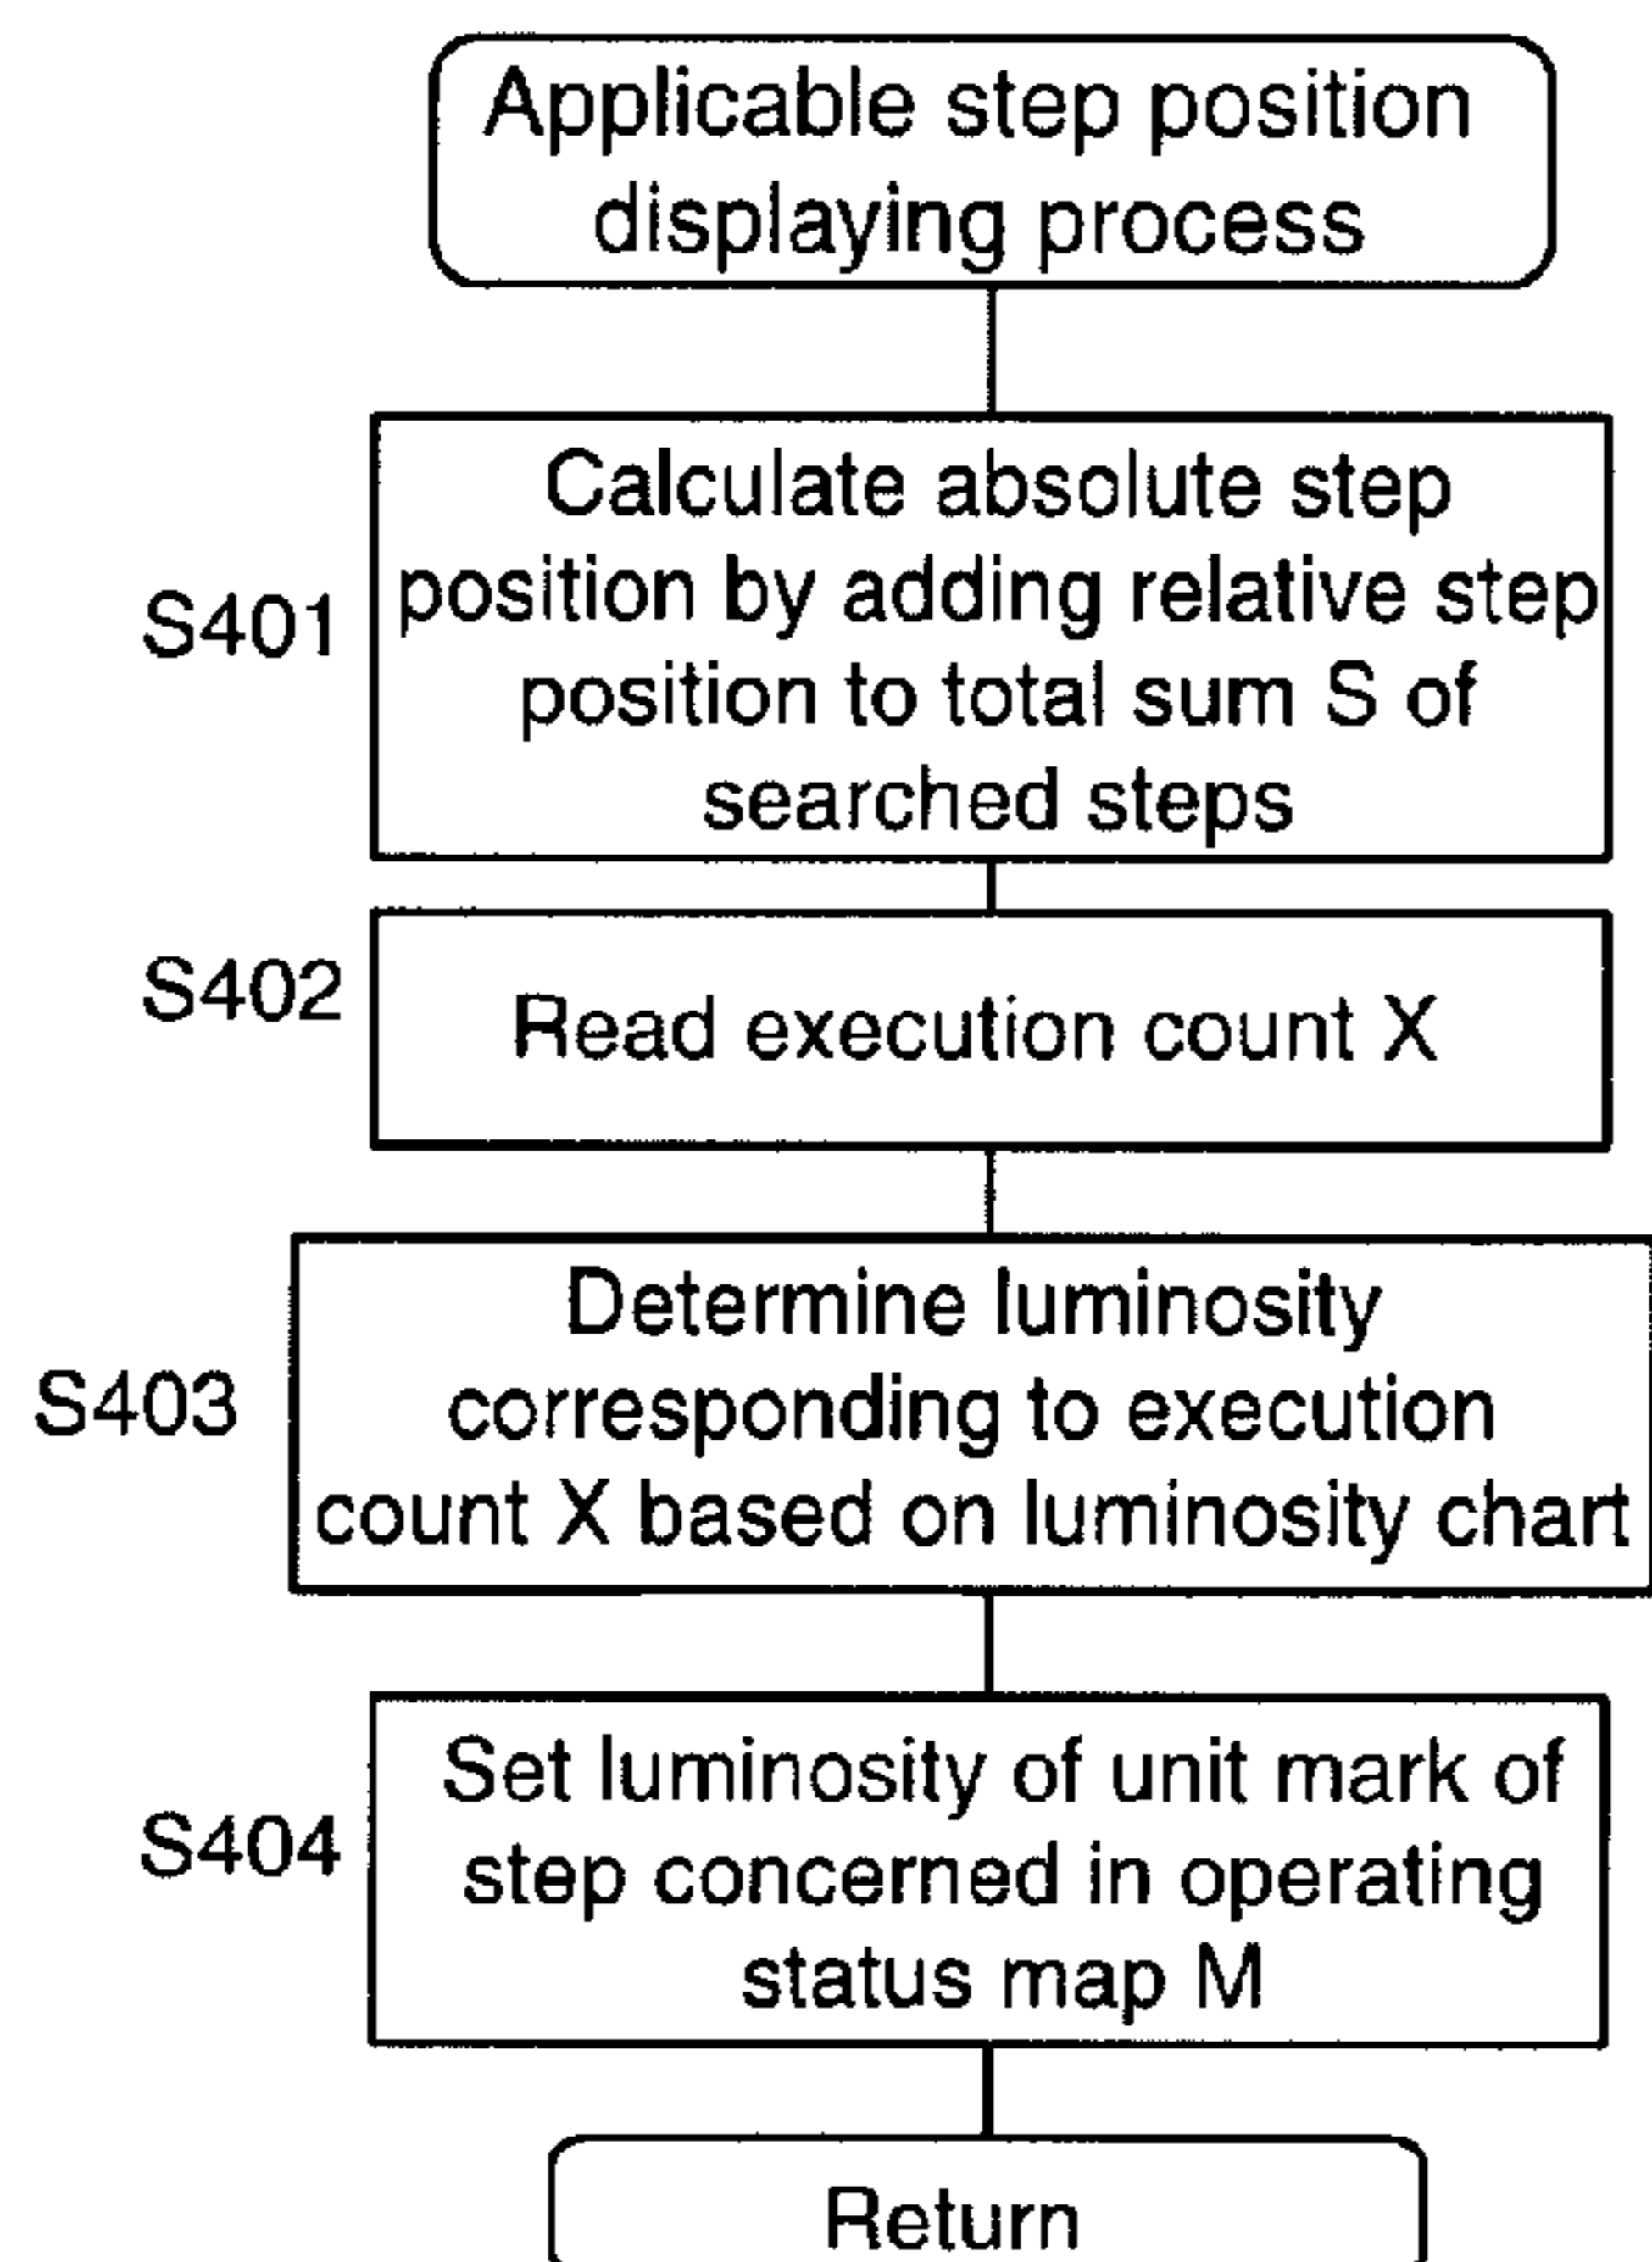 Applicable step position
displaying process
S401
Calculate absolute step
position by adding relative step
position to total sum S of
searched steps
S402
Read execution count X
S403
Determine luminosity
corresponding to execution
count X based on luminosity chart
S404
Set luminosity of unit mark of
step concerned in operating
status map M
Return